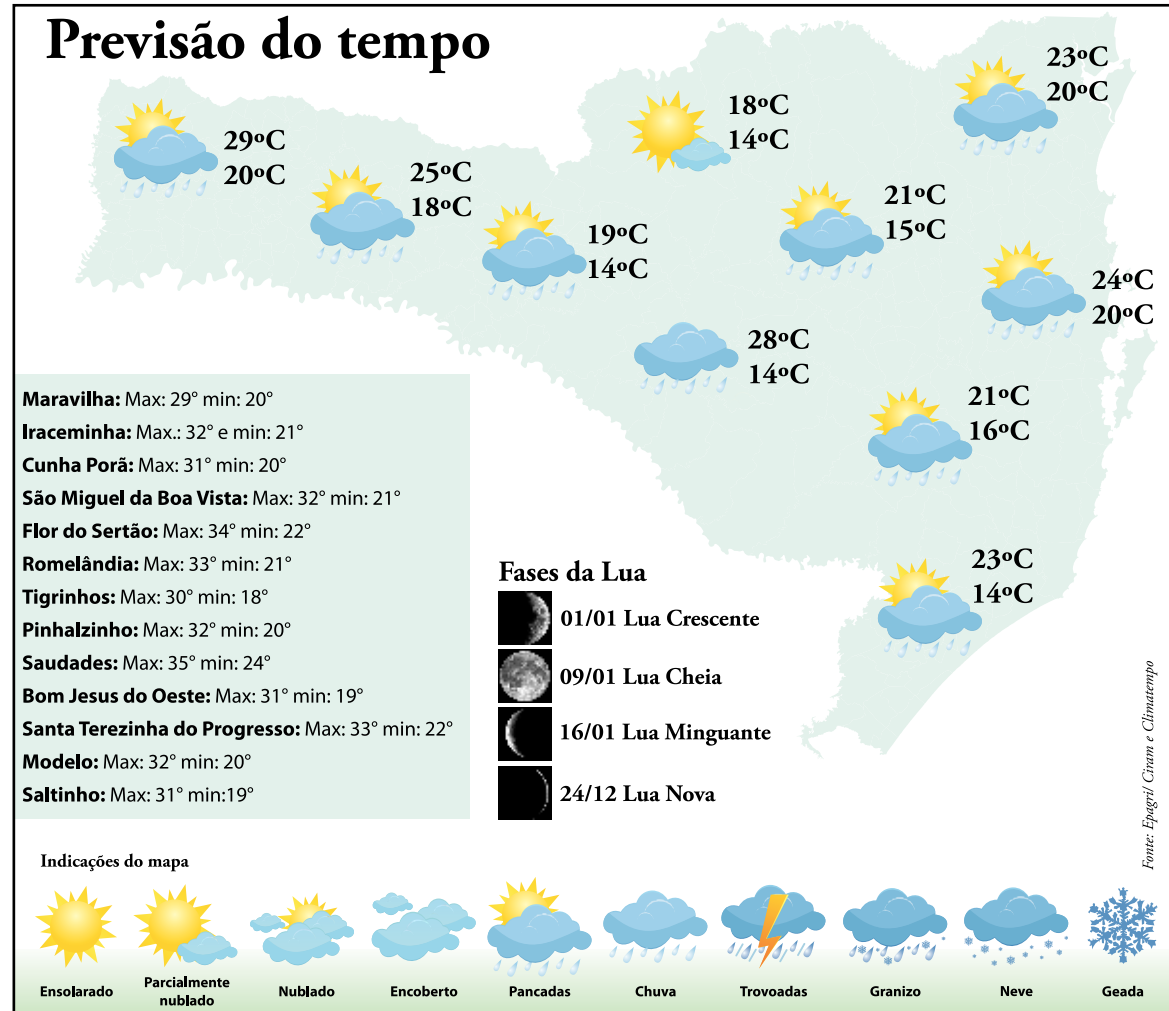 Previsão do tempo
29ºC
20ºC
25ºC
18ºC
19ºC
14ºC
18ºC
14ºC
23ºC
20ºC
21ºC
15ºC
24ºC
20ºC
28ºC
14ºC
21ºC
16ºC
23ºC
14ºC
Maravilha: Max: 29° min: 20°
Iraceminha: Max.: 32° e min: 21°
Cunha Porã: Max: 31° min: 20°
São Miguel da Boa Vista: Max: 32° min: 21°
Flor do Sertão: Max: 34° min: 22°
Romelândia: Max: 33° min: 21°
Tigrinhos: Max: 30° min: 18°
Pinhalzinho: Max: 32° min: 20°
Saudades: Max: 35° min: 24°
Bom Jesus do Oeste: Max: 31° min: 19°
Santa Terezinha do Progresso: Max: 33° min: 22°
Modelo: Max: 32° min: 20°
Saltinho: Max: 31° min:19°
Fases da Lua
01/01 Lua Crescente
09/01 Lua Cheia
16/01 Lua Minguante
24/12 Lua Nova
Fonte: Epagri/ Ciram e Climatempo
Indicações do mapa
Ensolarado
Parcialmente
nublado
Nublado
Encoberto
Pancadas
Chuva
Trovoadas
Granizo
Neve
Geada